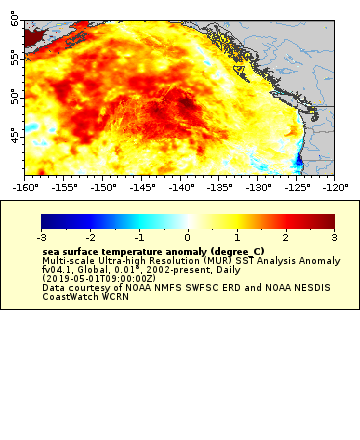 60°
55°
50°
45°
-160° -155° -150° -145° -140° -135° -130° -125° -120°
-3 -2 -1 0 1 2 3
sea surface temperature anomaly (degree_C)
Multi-scale Ultra-high Resolution (MUR) SST Analysis Anomaly
fv04.1, Global, 0.01°, 2002-present, Daily
(2019-05-01T09:00:00Z)
Data courtesy of NOAA NMFS SWFSC ERD and NOAA NESDIS
CoastWatch WCRN